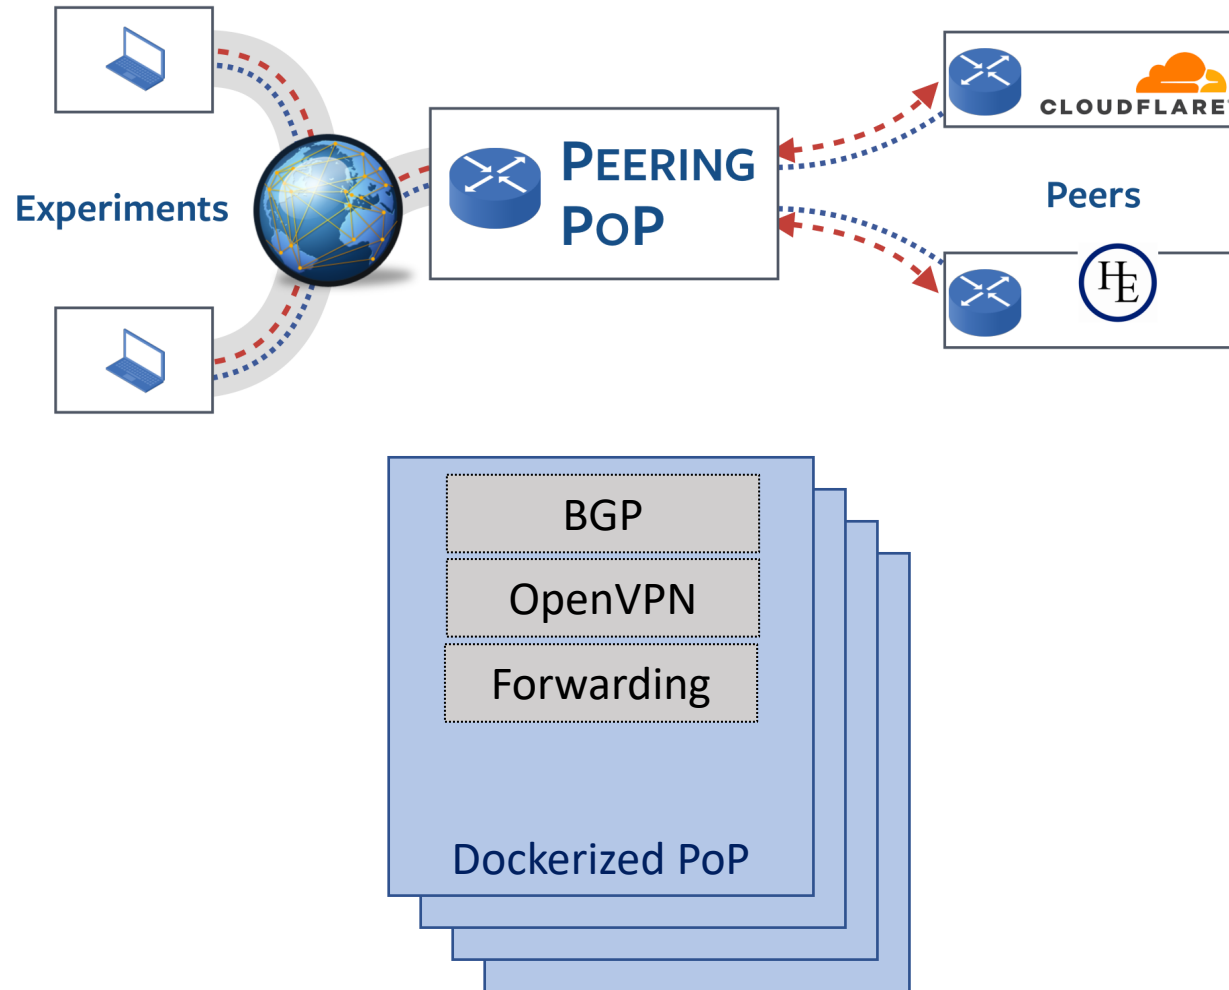 CLOUDFLARE
PEERING
POP
Experiments
Peers
HE
BGP
OpenVPN
Forwarding
Dockerized PoP